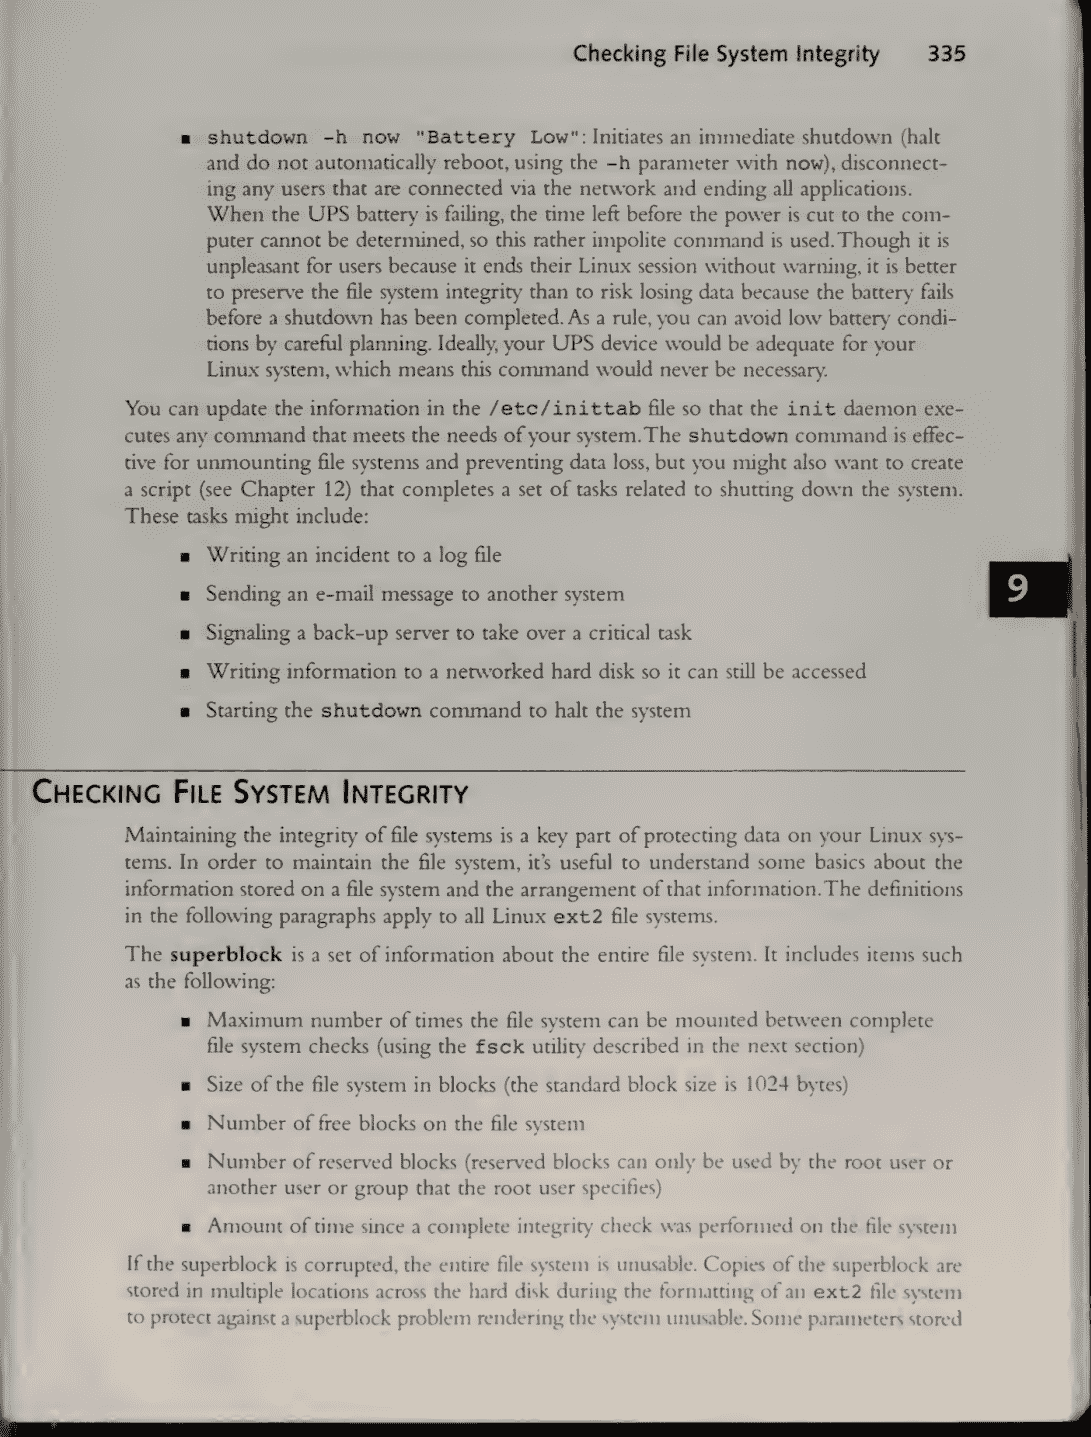 Checking File System Integrity 335
■ shutdown -h now "Battery Low": Initiates an immediate shutdown (halt
and do not automatically reboot, using the -h parameter with now), disconnect-
ing any users that are connected via the network and ending all applications.
When the UPS battery is failing, the time left before the power is cut to the com-
puter cannot be determined, so this rather impolite command is used. Though it is
unpleasant for users because it ends their Linux session without warning, it is better
to preserve the file system integrity than to risk losing data because the battery fails
before a shutdown has been completed. As a rule, you can avoid low battery condi-
tions by careful planning. Ideally, your UPS device would be adequate for your
Linux system, which means this command would never be necessary.
You can update the information in the /etc/inittab file so that the init daemon exe-
cutes any command that meets the needs of your system. The shutdown command is effec-
tive for unmounting file systems and preventing data loss, but you might also want to create
a script (see Chapter 12) that completes a set of tasks related to shutting down the system.
These tasks might include:
■ Writing an incident to a log file
■ Sending an e-mail message to another system
9
■ Signaling a back-up server to take over a critical task
■ Writing information to a networked hard disk so it can still be accessed
■ Starting the shutdown command to halt the system
CHECKING FILE SYSTEM INTEGRITY
Maintaining the integrity of file systems is a key part of protecting data on your Linux sys-
tems. In order to maintain the file system, it's useful to understand some basics about the
information stored on a file system and the arrangement of that information. The definitions
in the following paragraphs apply to all Linux ext2 file systems.
The superblock is a set of information about the entire file system. It includes items such
as the following:
■ Maximum number of times the file system can be mounted between complete
file system checks (using the fsck utility described in the next section)
■ Size of the file system in blocks (the standard block size is 1024 bytes)
■ Number of free blocks on the file system
■ Number of reserved blocks (reserved blocks can only be used by the root user or
another user or group that the root user specifies)
■ Amount of time since a complete integrity check was performed on the file system
If the superblock is corrupted, the entire file system is unusable. Copies of the superblock are
stored in multiple locations across the hard disk during the formatting of an ext2 file system
to protect against a superblock problem rendering the system unusable. Some parameters stored